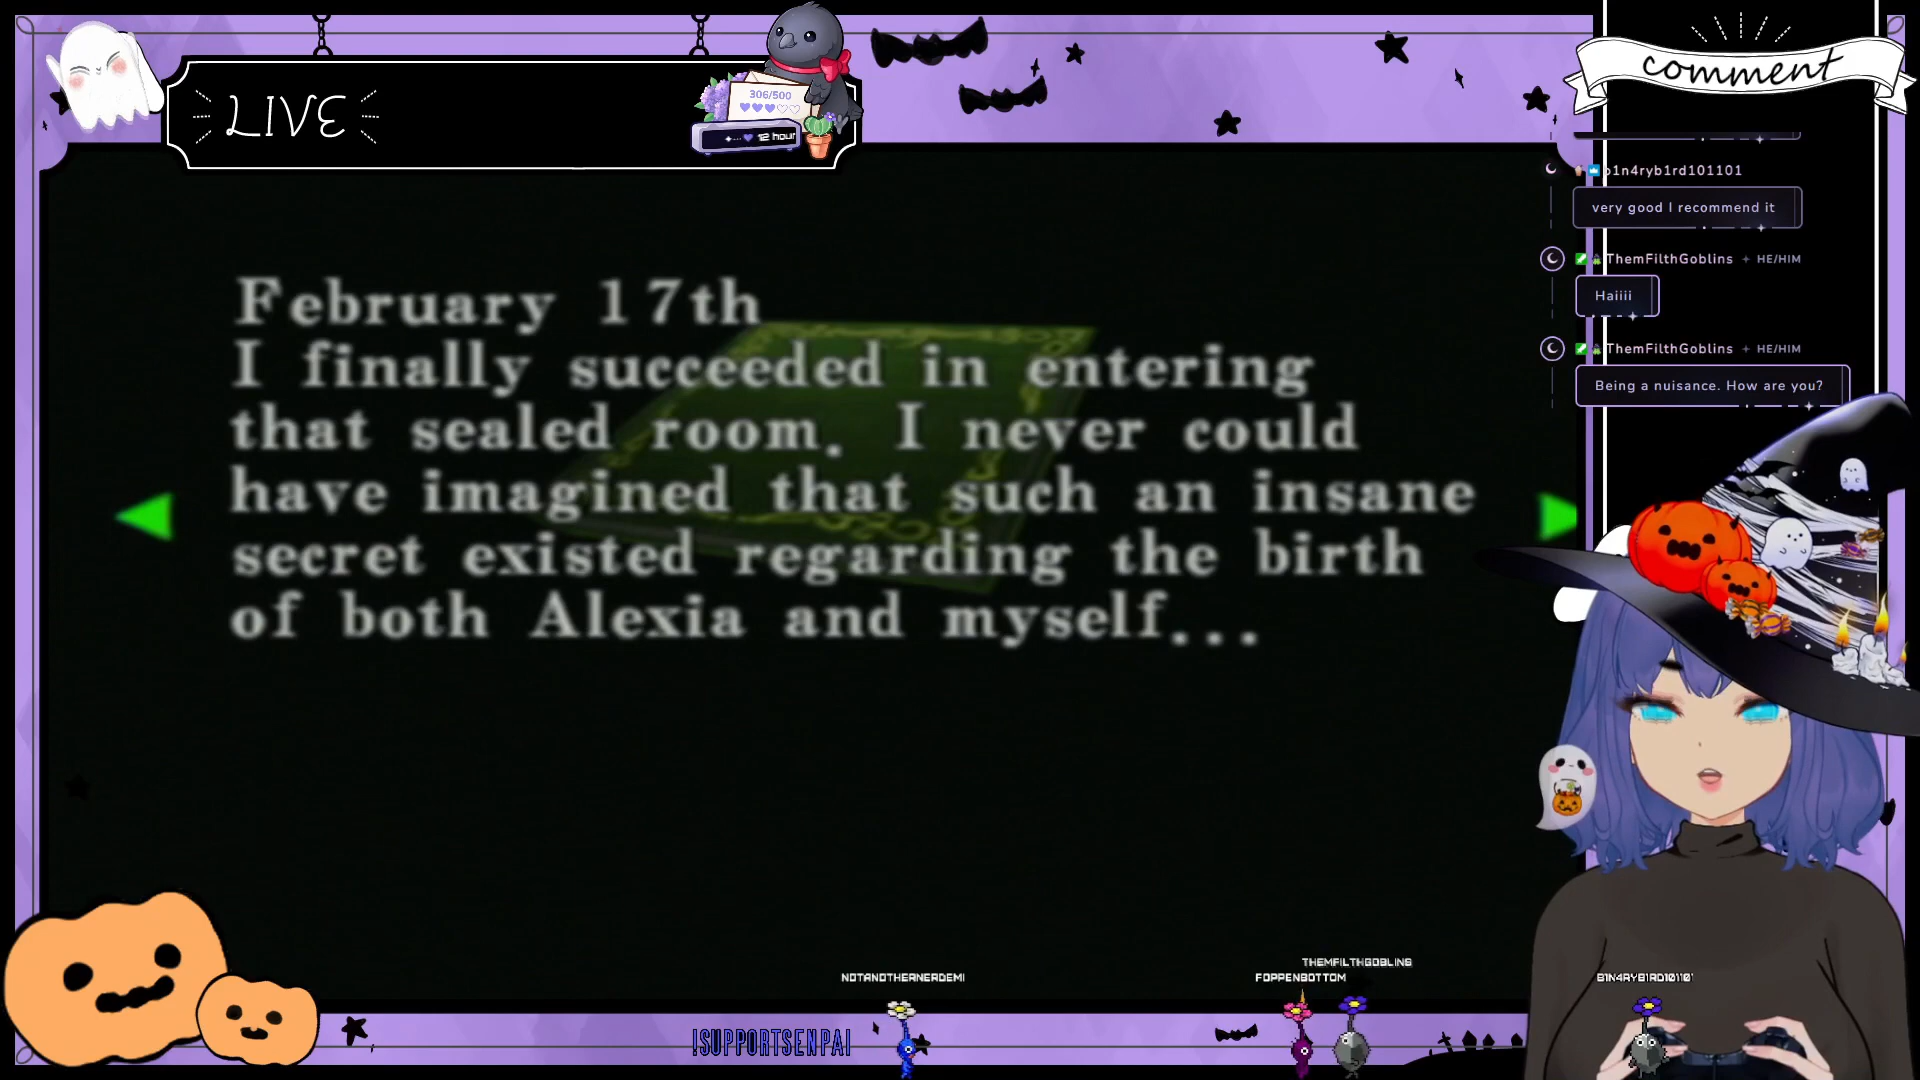 LIVE
306/500
12 hour
comment
b1n4ryb1rd101101
very good I recommend it
ThemFilthGoblins HE/HIM
Haiiii
ThemFilthGoblins HE/HIM
Being a nuisance. How are you?
February 17th
I finally succeeded in entering
that sealed room. I never could
have imagined that such an insane
secret existed regarding the birth
of both Alexia and myself...
NOTANOTHERNERDEMI
THEMFILTHGOBLINS
FOPPENBOTTOM
B1N4RYB1RD101101
!SUPPORTSENPAI